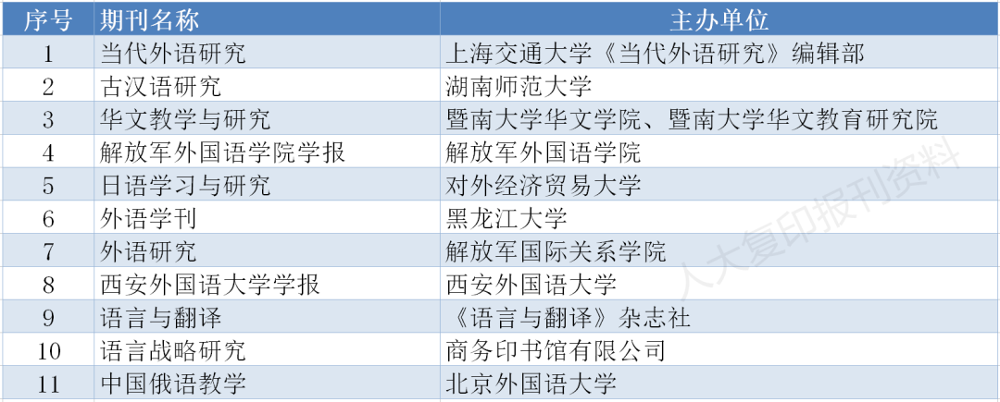 序号 期刊名称 主办单位
1 当代外语研究 上海交通大学《当代外语研究》编辑部
2 古汉语研究 湖南师范大学
3 华文教学与研究 暨南大学华文学院、暨南大学华文教育研究院
4 解放军外国语学院学报 解放军外国语学院
5 日语学习与研究 对外经济贸易大学
6 外语学刊 黑龙江大学
7 外语研究 解放军国际关系学院
8 西安外国语大学学报 西安外国语大学
9 语言与翻译 《语言与翻译》杂志社
10 语言战略研究 商务印书馆有限公司
11 中国俄语教学 北京外国语大学
人大复印报刊资料